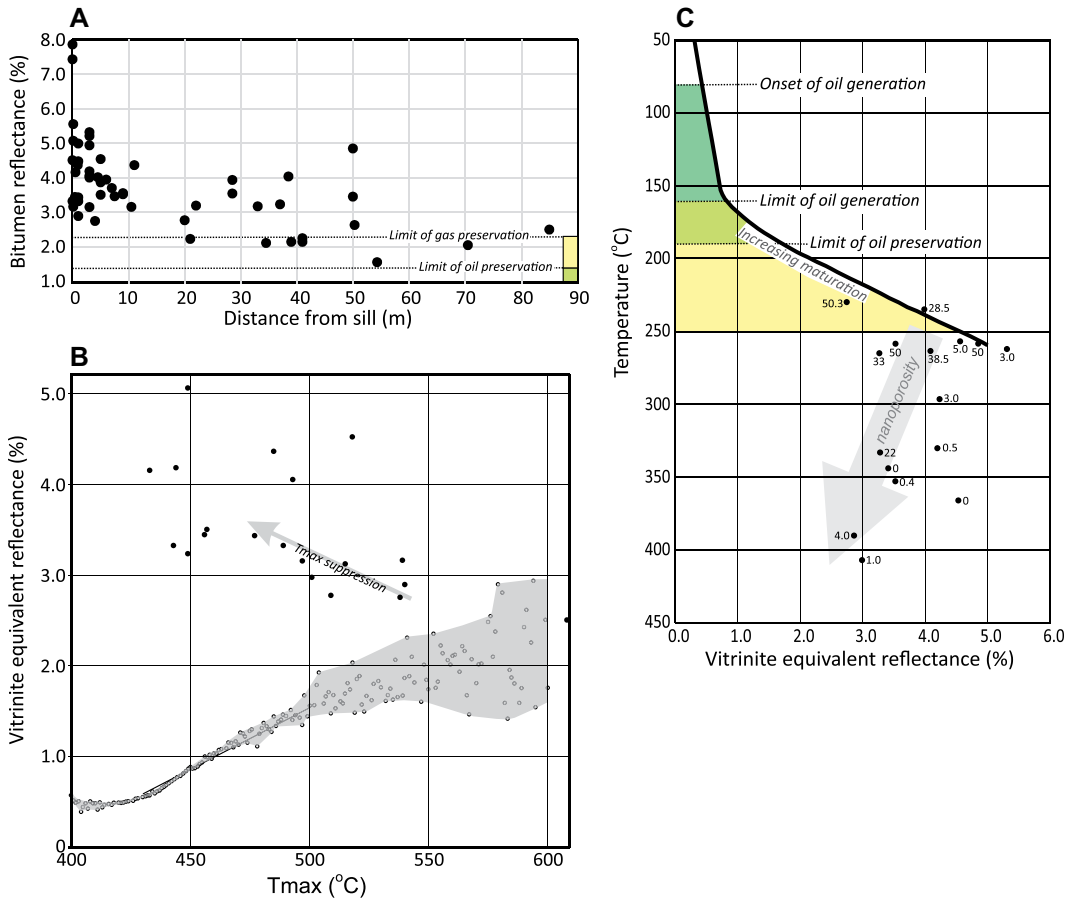 A
Bitumen reflectance (%)
8.0
7.0
6.0
5.0
4.0
3.0
2.0
1.0
Limit of gas preservation
Limit of oil preservation
0 10 20 30 40 50 60 70 80 90
Distance from sill (m)
B
Vitrinite equivalent reflectance (%)
5.0
4.0
3.0
2.0
1.0
0
Tmax suppression
400 450 500 550 600
Tmax (°C)
C
Temperature (°C)
50
100
150
200
250
300
350
400
450
Onset of oil generation
Limit of oil generation
Limit of oil preservation
Increasing maturation
50.3
28.5
33
50
38.5
5.0
50
3.0
nanoporosity
3.0
0.5
22
0
0.4
0
4.0
1.0
0.0 1.0 2.0 3.0 4.0 5.0 6.0
Vitrinite equivalent reflectance (%)